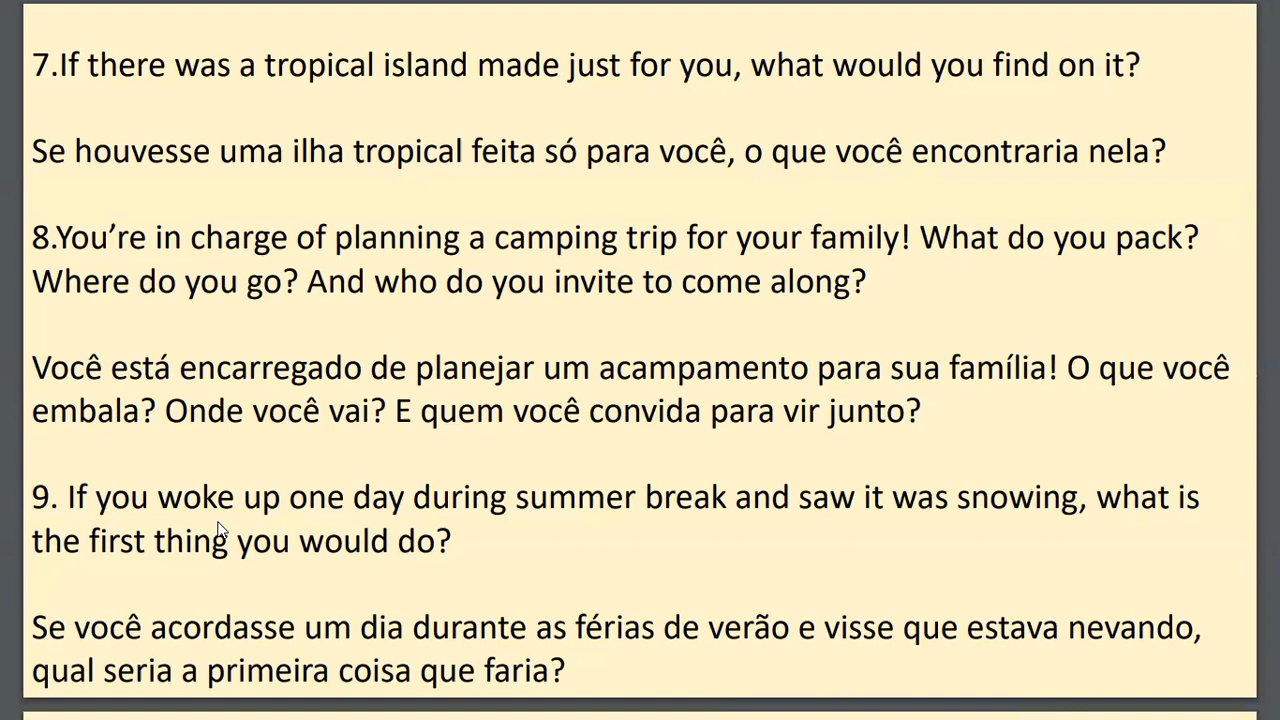 7.If there was a tropical island made just for you, what would you find on it?
Se houvesse uma ilha tropical feita só para você, o que você encontraria nela?
8.You’re in charge of planning a camping trip for your family! What do you pack?
Where do you go? And who do you invite to come along?
Você está encarregado de planejar um acampamento para sua família! O que você
embala? Onde você vai? E quem você convida para vir junto?
9. If you woke up one day during summer break and saw it was snowing, what is
the first thing you would do?
Se você acordasse um dia durante as férias de verão e visse que estava nevando,
qual seria a primeira coisa que faria?